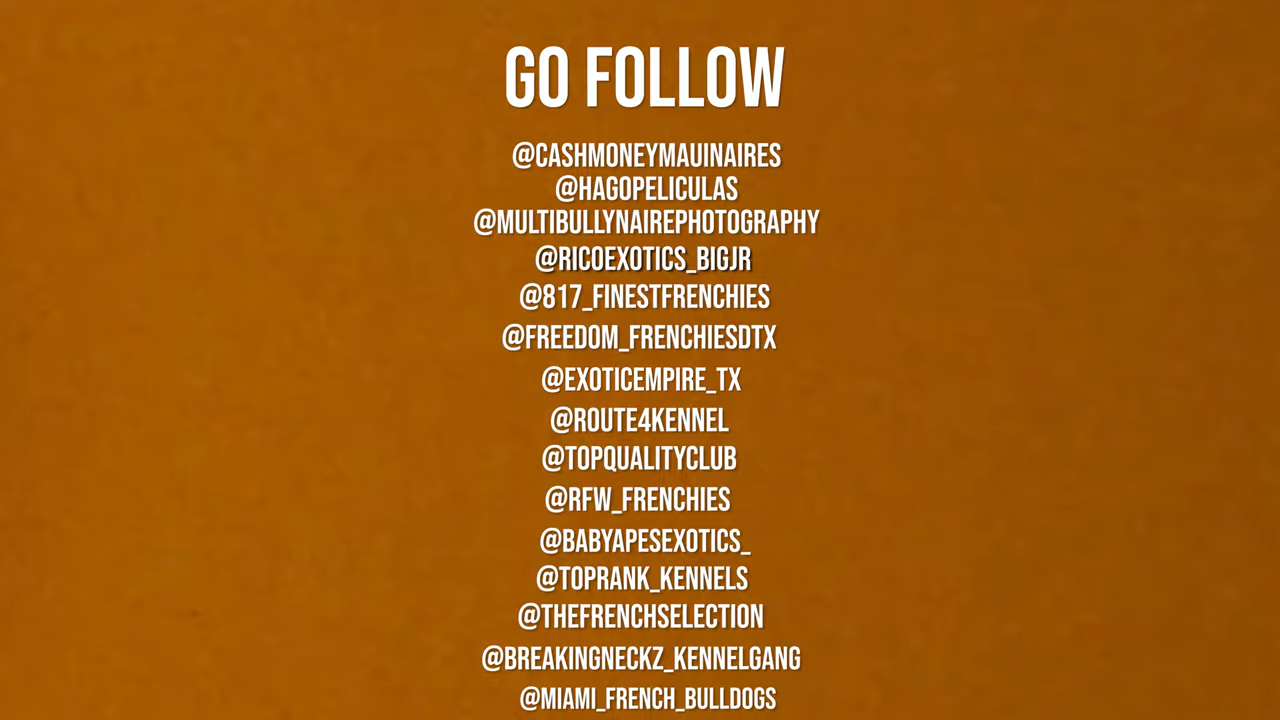 GO FOLLOW
@CASHMONEYMAUINAIRES
@HAGOPELICULAS
@MULTIBULLYNAIREPHOTOGRAPHY
@RICOEXOTICS_BIGJR
@817_FINESTFRENCHIES
@FREEDOM_FRENCHIESDTX
@EXOTICEMPIRE_TX
@ROUTE4KENNEL
@TOPQUALITYCLUB
@RFW_FRENCHIES
@BABYAPESEXOTICS_
@TOPRANK_KENNELS
@THEFRENCHSELECTION
@BREAKINGNECKZ_KENNELGANG
@MIAMI_FRENCH_BULLDOGS